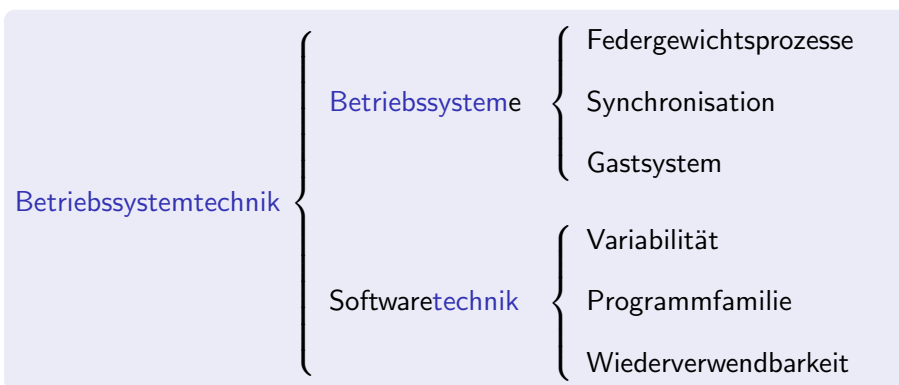 Federgewichtsprozesse
Betriebssysteme
Synchronisation
Gastsystem
Betriebssystemtechnik
Variabilität
Softwaretechnik
Programmfamilie
Wiederverwendbarkeit